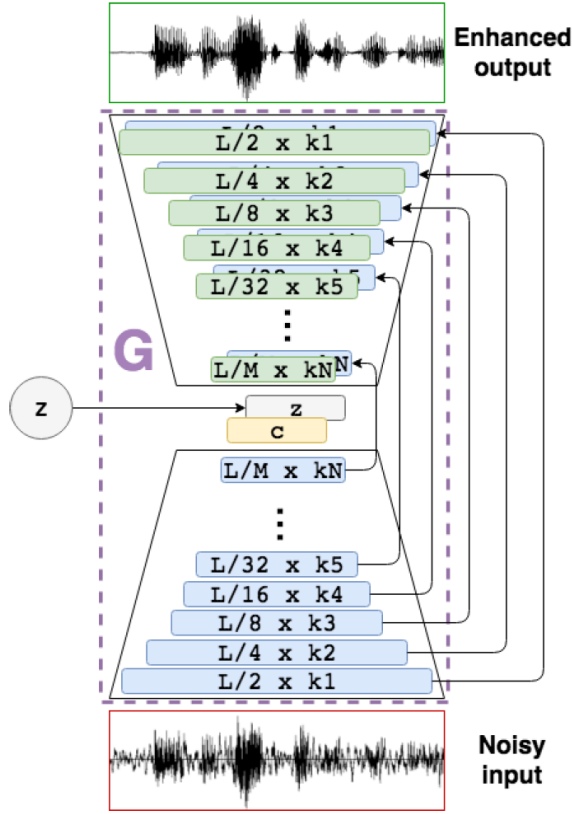 Enhanced
output
L/2 x k1
L/4 x k2
L/8 x k3
L/16 x k4
L/32 x k5
G
L/M x kN
z
z
c
L/M x kN
L/32 x k5
L/16 x k4
L/8 x k3
L/4 x k2
L/2 x k1
Noisy
input